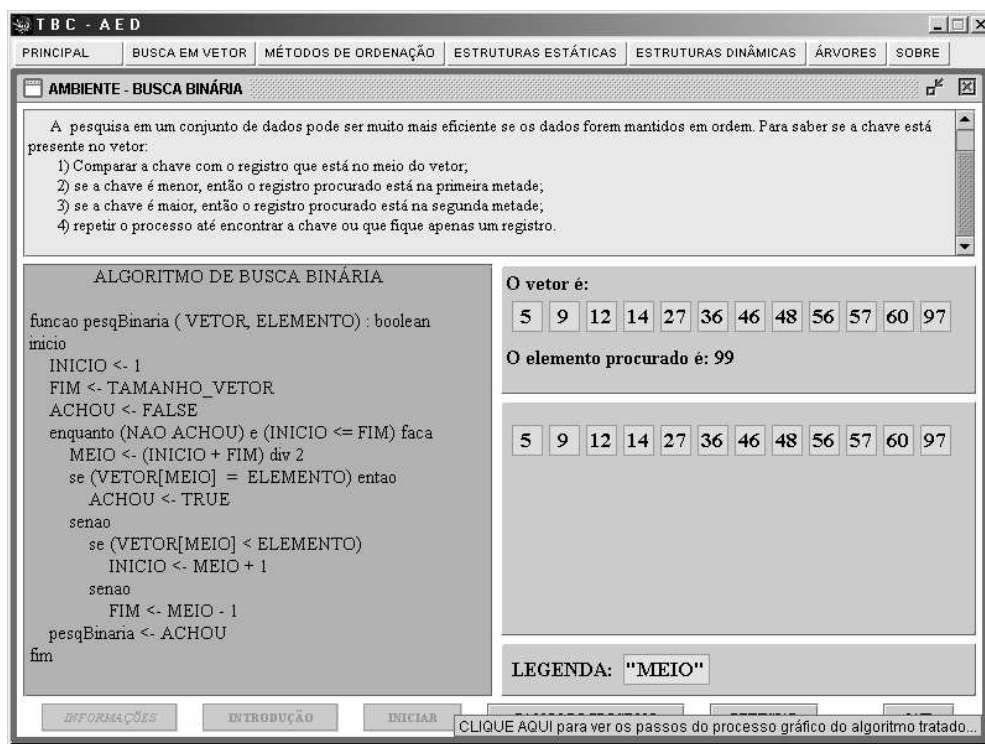 TBC - AED
PRINCIPAL BUSCA EM VETOR MÉTODOS DE ORDENAÇÃO ESTRUTURAS ESTÁTICAS ESTRUTURAS DINÂMICAS ÁRVORES SOBRE
AMBIENTE - BUSCA BINÁRIA
A pesquisa em um conjunto de dados pode ser muito mais eficiente se os dados forem mantidos em ordem. Para saber se a chave está
presente no vetor:
1) Comparar a chave com o registro que está no meio do vetor;
2) se a chave é menor, então o registro procurado está na primeira metade;
3) se a chave é maior, então o registro procurado está na segunda metade;
4) repetir o processo até encontrar a chave ou que fique apenas um registro.
ALGORITMO DE BUSCA BINÁRIA
funcao pesqBinaria ( VETOR, ELEMENTO) : boolean
inicio
INICIO <- 1
FIM <- TAMANHO_VETOR
ACHOU <- FALSE
enquanto (NAO ACHOU) e (INICIO <= FIM) faca
MEIO <- (INICIO + FIM) div 2
se (VETOR[MEIO] = ELEMENTO) entao
ACHOU <- TRUE
senao
se (VETOR[MEIO] < ELEMENTO)
INICIO <- MEIO + 1
senao
FIM <- MEIO - 1
pesqBinaria <- ACHOU
fim
O vetor é:
5 9 12 14 27 36 46 48 56 57 60 97
O elemento procurado é: 99
5 9 12 14 27 36 46 48 56 57 60 97
LEGENDA: "MEIO"
INFORMAÇÕES INTRODUÇÃO INICIAR
CLIQUE AQUI para ver os passos do processo gráfico do algoritmo tratado...